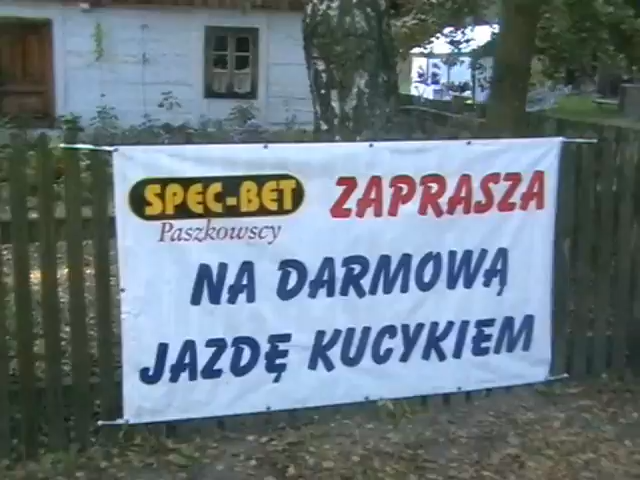 SPEC-BET ZAPRASZA
Paszkowscy
NA DARMOWĄ
JAZDĘ KUCYKIEM